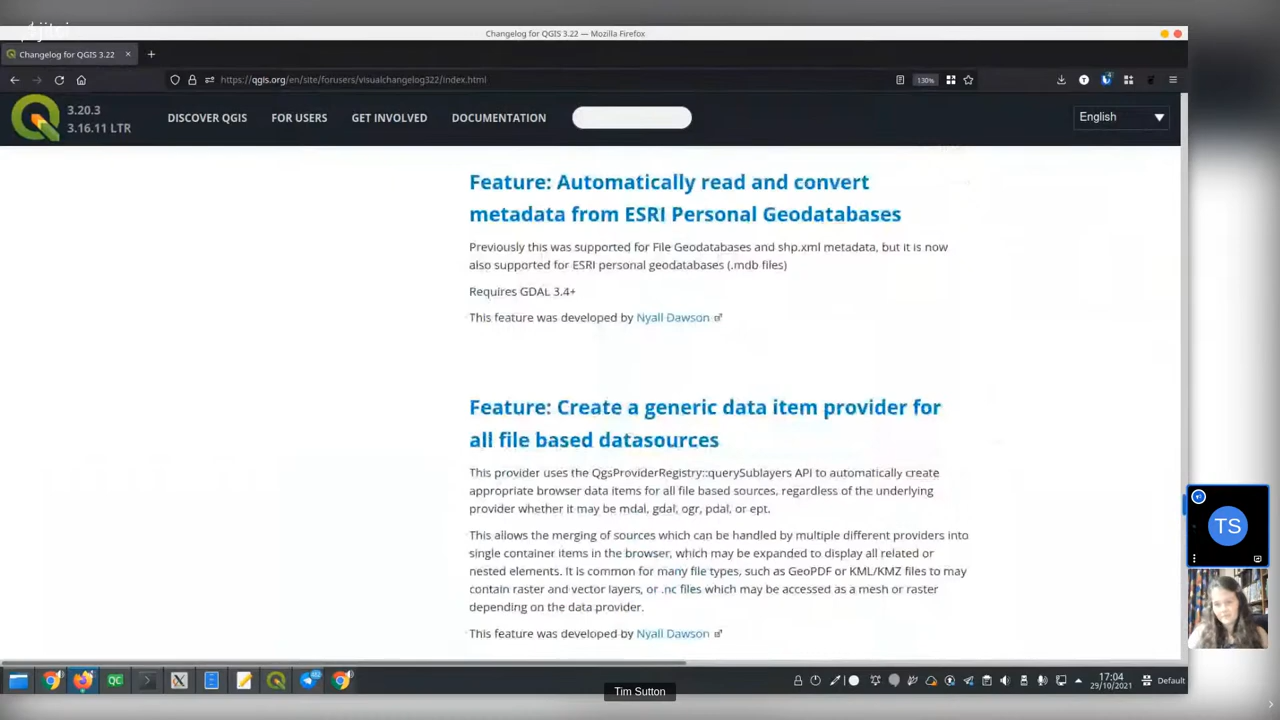 jitsi
Changelog for QGIS 3.22 — Mozilla Firefox
Changelog for QGIS 3.22
https://qgis.org/en/site/forusers/visualchangelog322/index.html
130%
3.20.3
3.16.11 LTR
DISCOVER QGIS
FOR USERS
GET INVOLVED
DOCUMENTATION
English
Feature: Automatically read and convert
metadata from ESRI Personal Geodatabases
Previously this was supported for File Geodatabases and shp.xml metadata, but it is now
also supported for ESRI personal geodatabases (.mdb files)
Requires GDAL 3.4+
This feature was developed by Nyall Dawson
Feature: Create a generic data item provider for
all file based datasources
This provider uses the QgsProviderRegistry::querySublayers API to automatically create
appropriate browser data items for all file based sources, regardless of the underlying
provider whether it may be mdal, gdal, ogr, pdal, or ept.
This allows the merging of sources which can be handled by multiple different providers into
single container items in the browser, which may be expanded to display all related or
nested elements. It is common for many file types, such as GeoPDF or KML/KMZ files to may
contain raster and vector layers, or .nc files which may be accessed as a mesh or raster
depending on the data provider.
This feature was developed by Nyall Dawson
TS
17:04
29/10/2021
Default
Tim Sutton